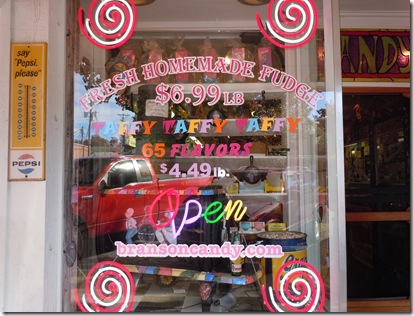 say
"Pepsi,
please"
PEPSI
FRESH HOMEMADE FUDGE
$6.99 LB
TAFFY TAFFY TAFFY
65 FLAVORS
$4.49 lb.
Open
bransoncandy.com